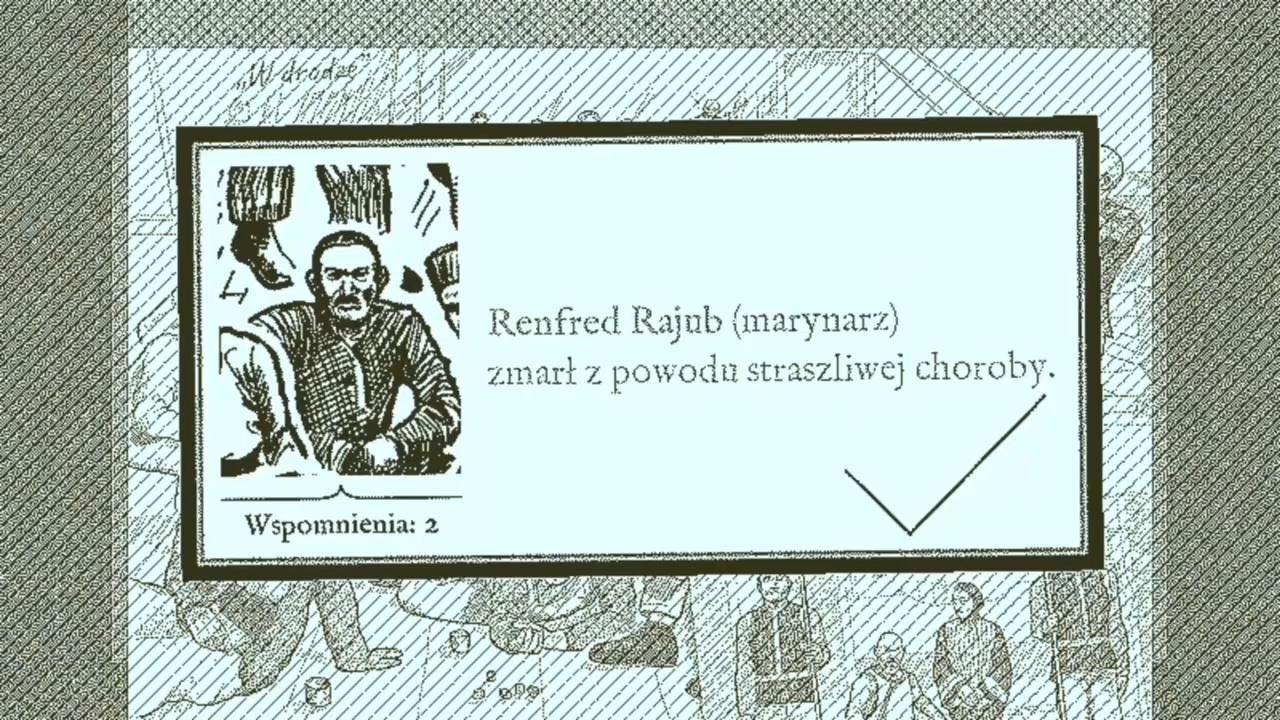 „W drodze”
Renfred Rajub (marynarz)
zmarł z powodu straszliwej choroby.
Wspomnienia: 2